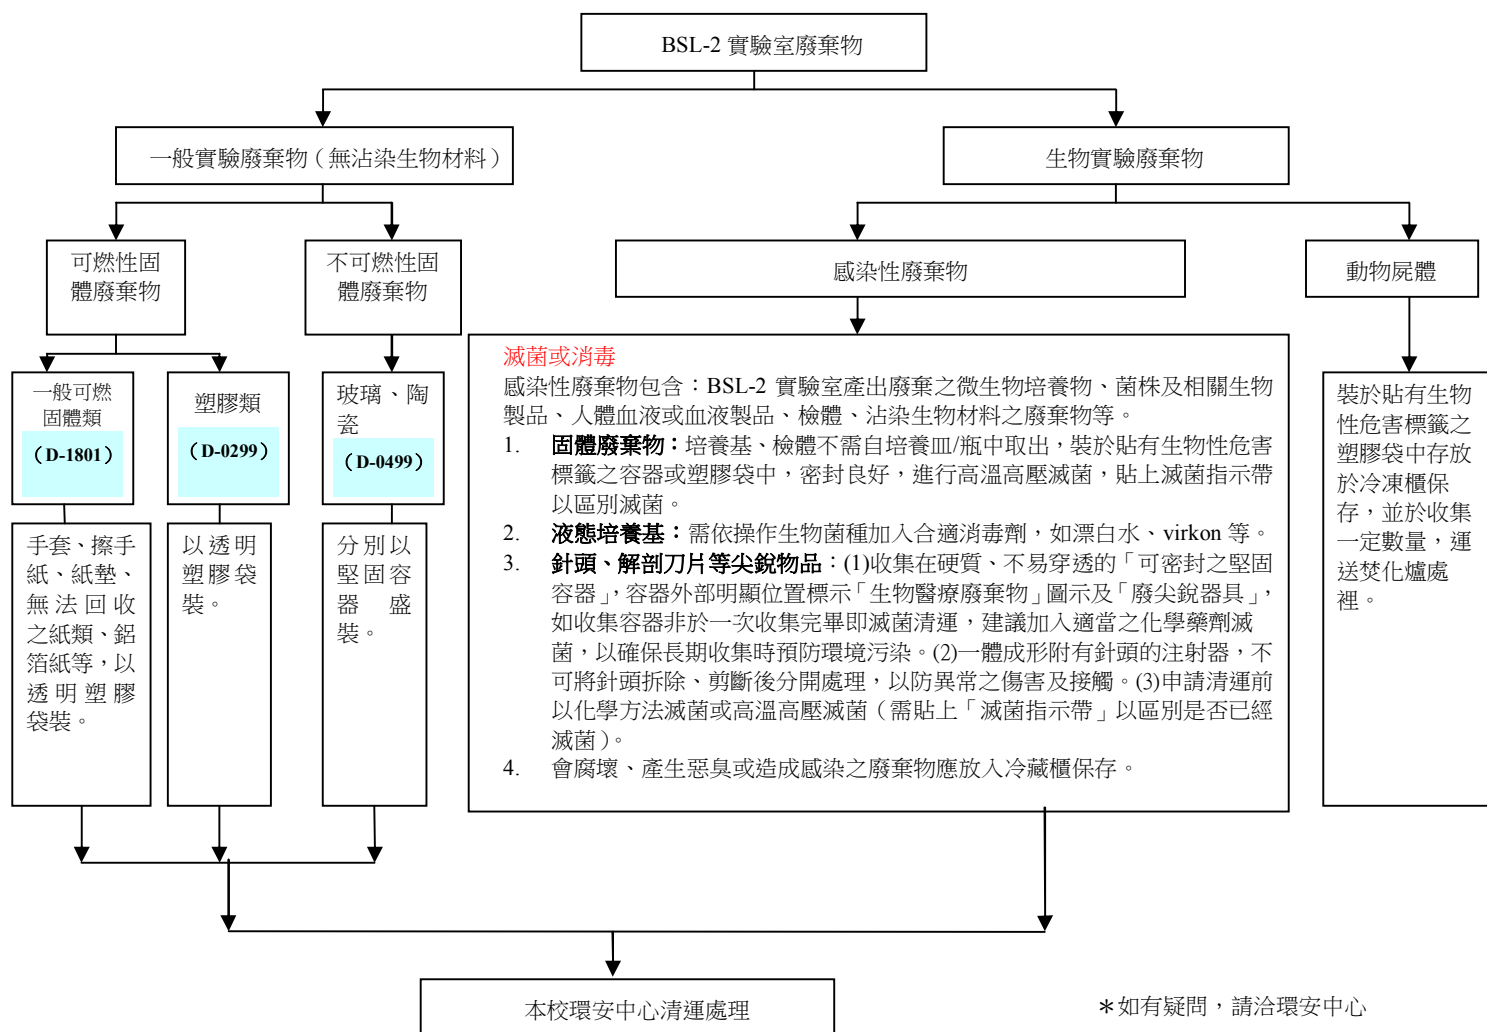 BSL-2 實驗室廢棄物
一般實驗廢棄物（無沾染生物材料）
生物實驗廢棄物
可燃性固
體廢棄物
不可燃性固
體廢棄物
感染性廢棄物
動物屍體
一般可燃
固體類
（D-1801）
塑膠類
（D-0299）
玻璃、陶
瓷
（D-0499）
手套、擦手
紙、紙墊、
無法回收
之紙類、鋁
箔紙等，以
透明塑膠
袋裝。
以透明
塑膠袋
裝。
分別以
堅固容
器盛
裝。
滅菌或消毒
感染性廢棄物包含：BSL-2 實驗室產出廢棄之微生物培養物、菌株及相關生物
製品、人體血液或血液製品、檢體、沾染生物材料之廢棄物等。
1. 固體廢棄物：培養基、檢體不需自培養皿/瓶中取出，裝於貼有生物性危害
標籤之容器或塑膠袋中，密封良好，進行高溫高壓滅菌，貼上滅菌指示帶
以區別滅菌。
2. 液態培養基：需依操作生物菌種加入合適消毒劑，如漂白水、virkon 等。
3. 針頭、解剖刀片等尖銳物品：(1)收集在硬質、不易穿透的「可密封之堅固
容器」，容器外部明顯位置標示「生物醫療廢棄物」圖示及「廢尖銳器具」，
如收集容器非於一次收集完畢即滅菌清運，建議加入適當之化學藥劑滅
菌，以確保長期收集時預防環境污染。(2)一體成形附有針頭的注射器，不
可將針頭拆除、剪斷後分開處理，以防異常之傷害及接觸。(3)申請清運前
以化學方法滅菌或高溫高壓滅菌（需貼上「滅菌指示帶」以區別是否已經
滅菌）。
4. 會腐壞、產生惡臭或造成感染之廢棄物應放入冷藏櫃保存。
裝於貼有生物
性危害標籤之
塑膠袋中存放
於冷凍櫃保
存，並於收集
一定數量，運
送焚化爐處
裡。
本校環安中心清運處理
＊如有疑問，請洽環安中心